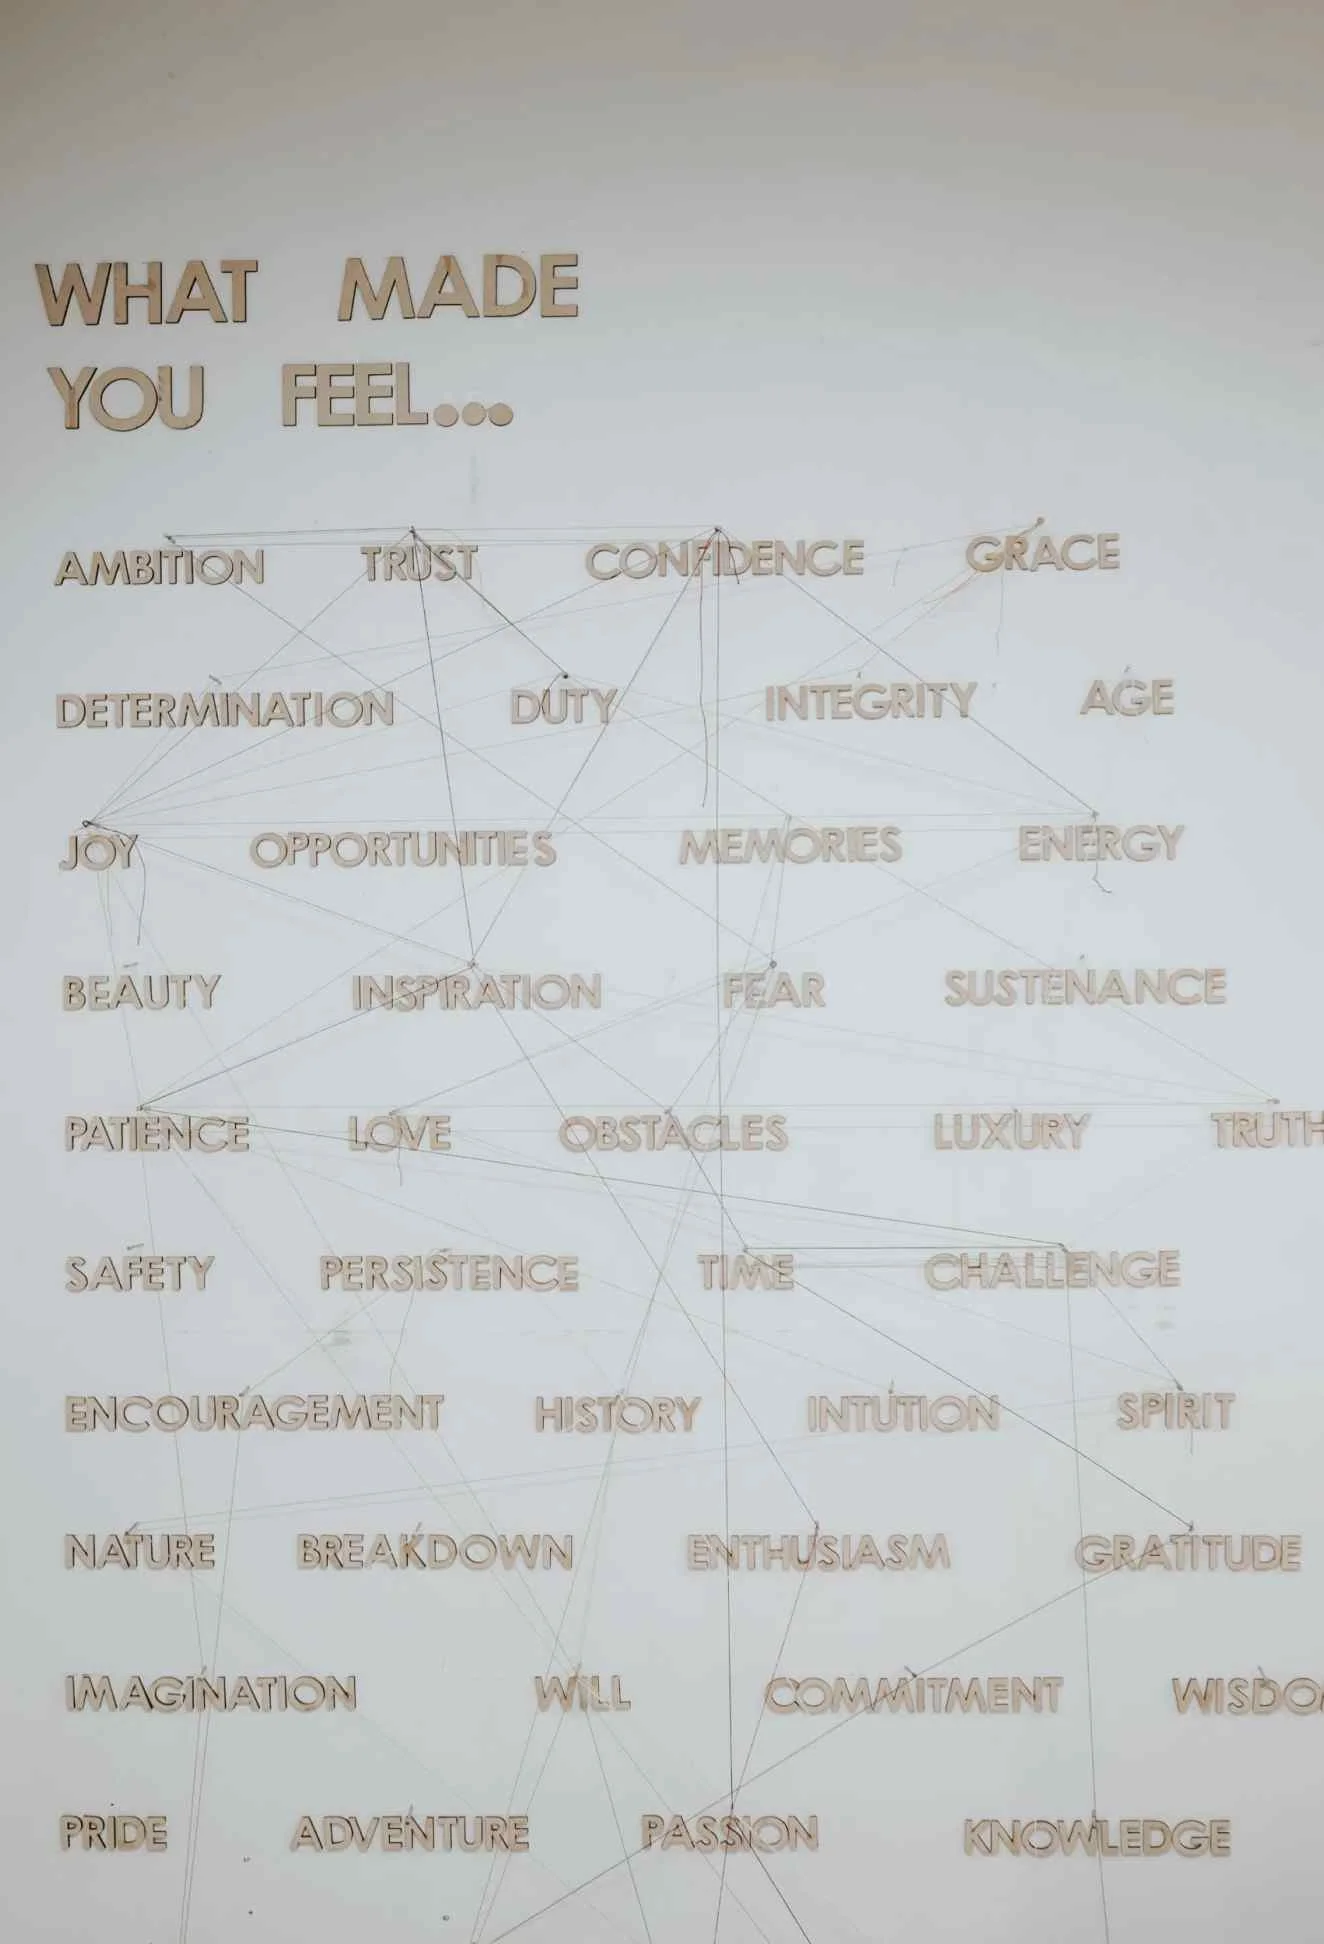 WHAT MADE
YOU FEEL...
AMBITION TRUST CONFIDENCE GRACE
DETERMINATION DUTY INTEGRITY AGE
JOY OPPORTUNITIES MEMORIES ENERGY
BEAUTY INSPIRATION FEAR SUSTENANCE
PATIENCE LOVE OBSTACLES LUXURY TRUTH
SAFETY PERSISTENCE TIME CHALLENGE
ENCOURAGEMENT HISTORY INTUTION SPIRIT
NATURE BREAKDOWN ENTHUSIASM GRATITUDE
IMAGINATION WILL COMMITMENT WISDO
PRIDE ADVENTURE PASSION KNOWLEDGE